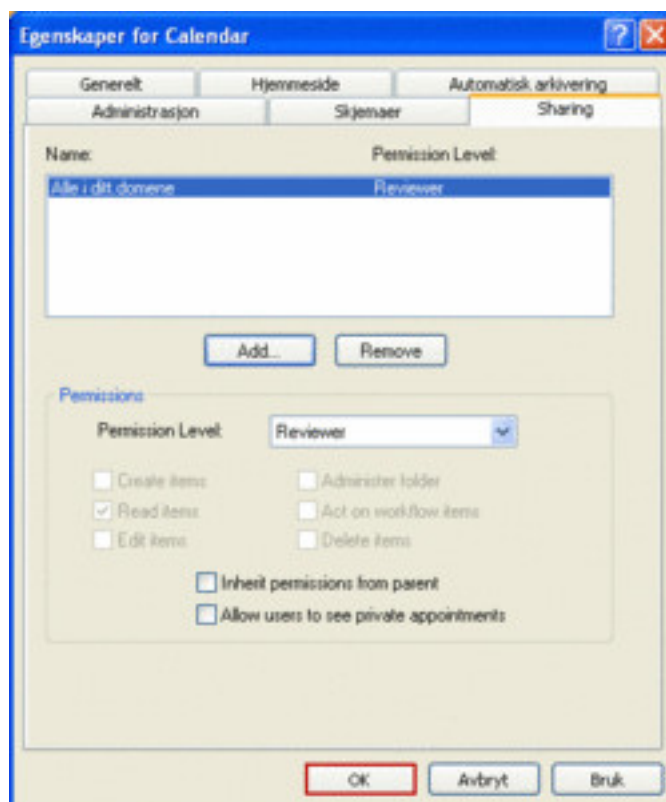 Egenskaper for Calendar
Generelt Hjemmeside Automatisk arkivering
Administrasjon Skjemaer Sharing
Name: Permission Level:
Alle i ditt domene Reviewer
Add... Remove
Permissions
Permission Level: Reviewer
Create items Administer folder
Read items Act on workflow items
Edit items Delete items
Inherit permissions from parent
Allow users to see private appointments
OK Avbryt Bruk